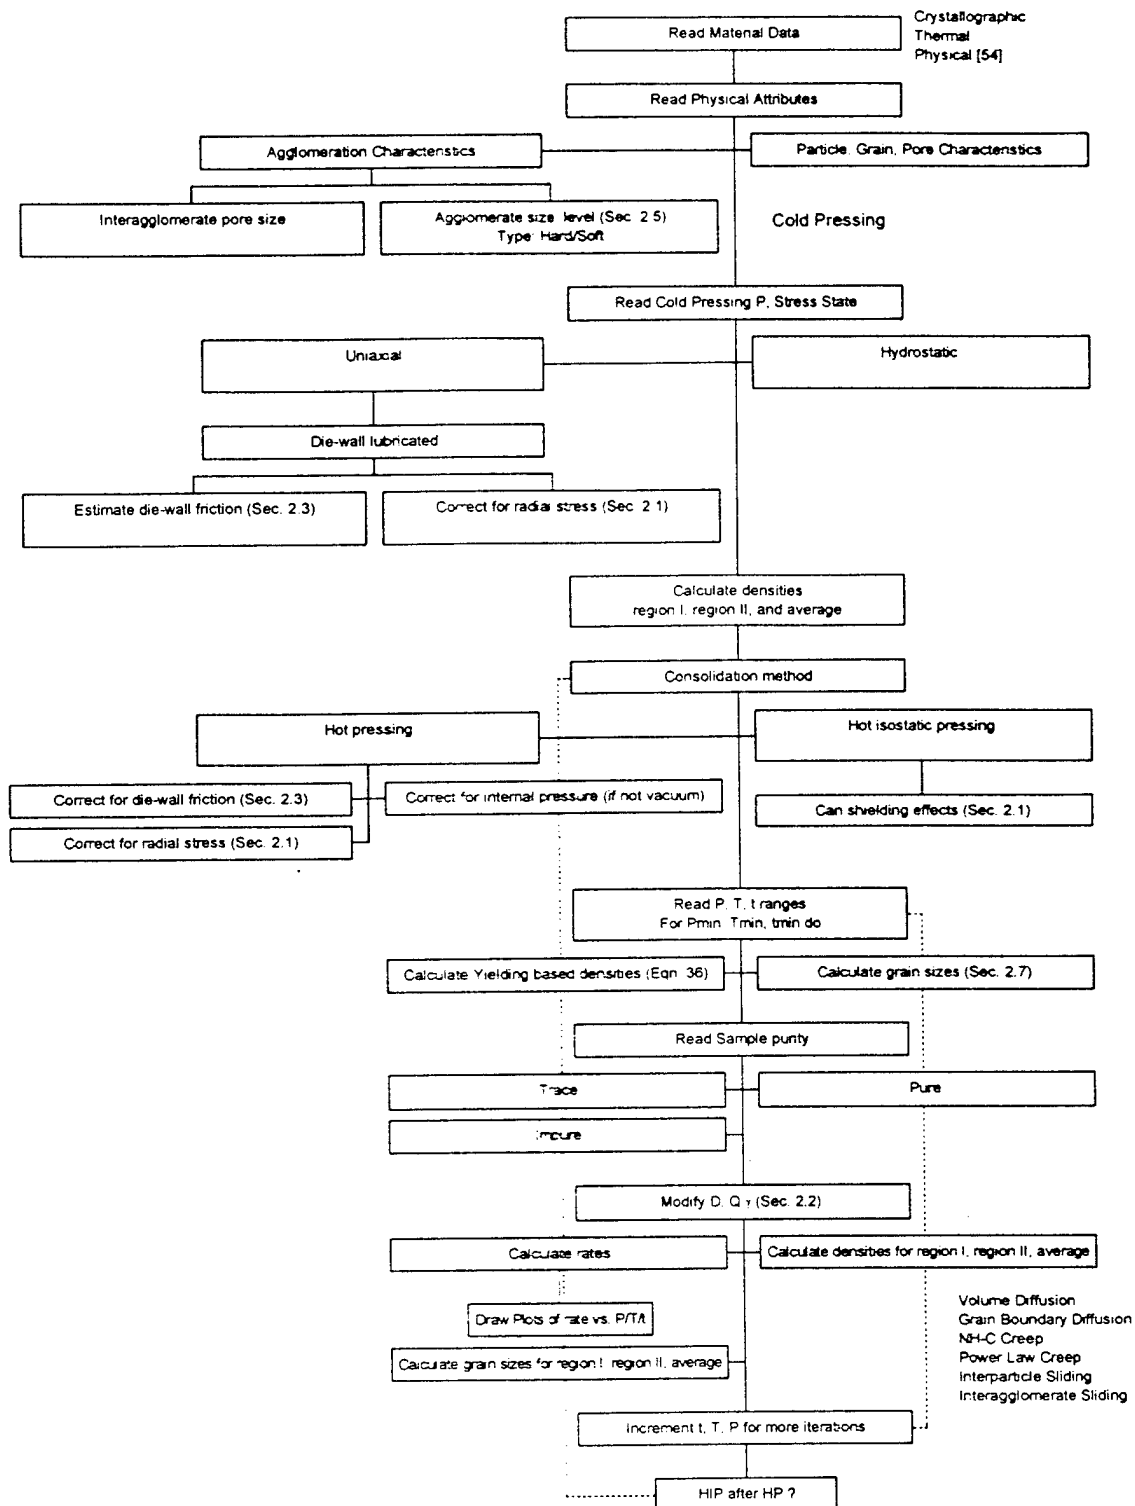 Read Material Data
Crystallographic
Thermal
Physical [54]
Read Physical Attributes
Agglomeration Characteristics
Particle, Grain, Pore Characteristics
Interagglomerate pore size
Agglomerate size, level (Sec. 2.5)
Type: Hard/Soft
Cold Pressing
Read Cold Pressing P, Stress State
Uniaxial
Hydrostatic
Die-wall lubricated
Estimate die-wall friction (Sec. 2.3)
Correct for radial stress (Sec. 2.1)
Calculate densities
region I, region II, and average
Consolidation method
Hot pressing
Hot isostatic pressing
Correct for die-wall friction (Sec. 2.3)
Correct for internal pressure (if not vacuum)
Can shielding effects (Sec. 2.1)
Correct for radial stress (Sec. 2.1)
Read P, T, t ranges
For Pmin, Tmin, tmin do
Calculate Yielding based densities (Eqn. 36)
Calculate grain sizes (Sec. 2.7)
Read Sample purity
Trace
Pure
Impure
Modify D, Q, γ (Sec. 2.2)
Calculate rates
Calculate densities for region I, region II, average
Draw Plots of rate vs. P/T/t
Calculate grain sizes for region I, region II, average
Volume Diffusion
Grain Boundary Diffusion
NH-C Creep
Power Law Creep
Interparticle Sliding
Interagglomerate Sliding
Increment t, T, P for more iterations
HIP after HP ?